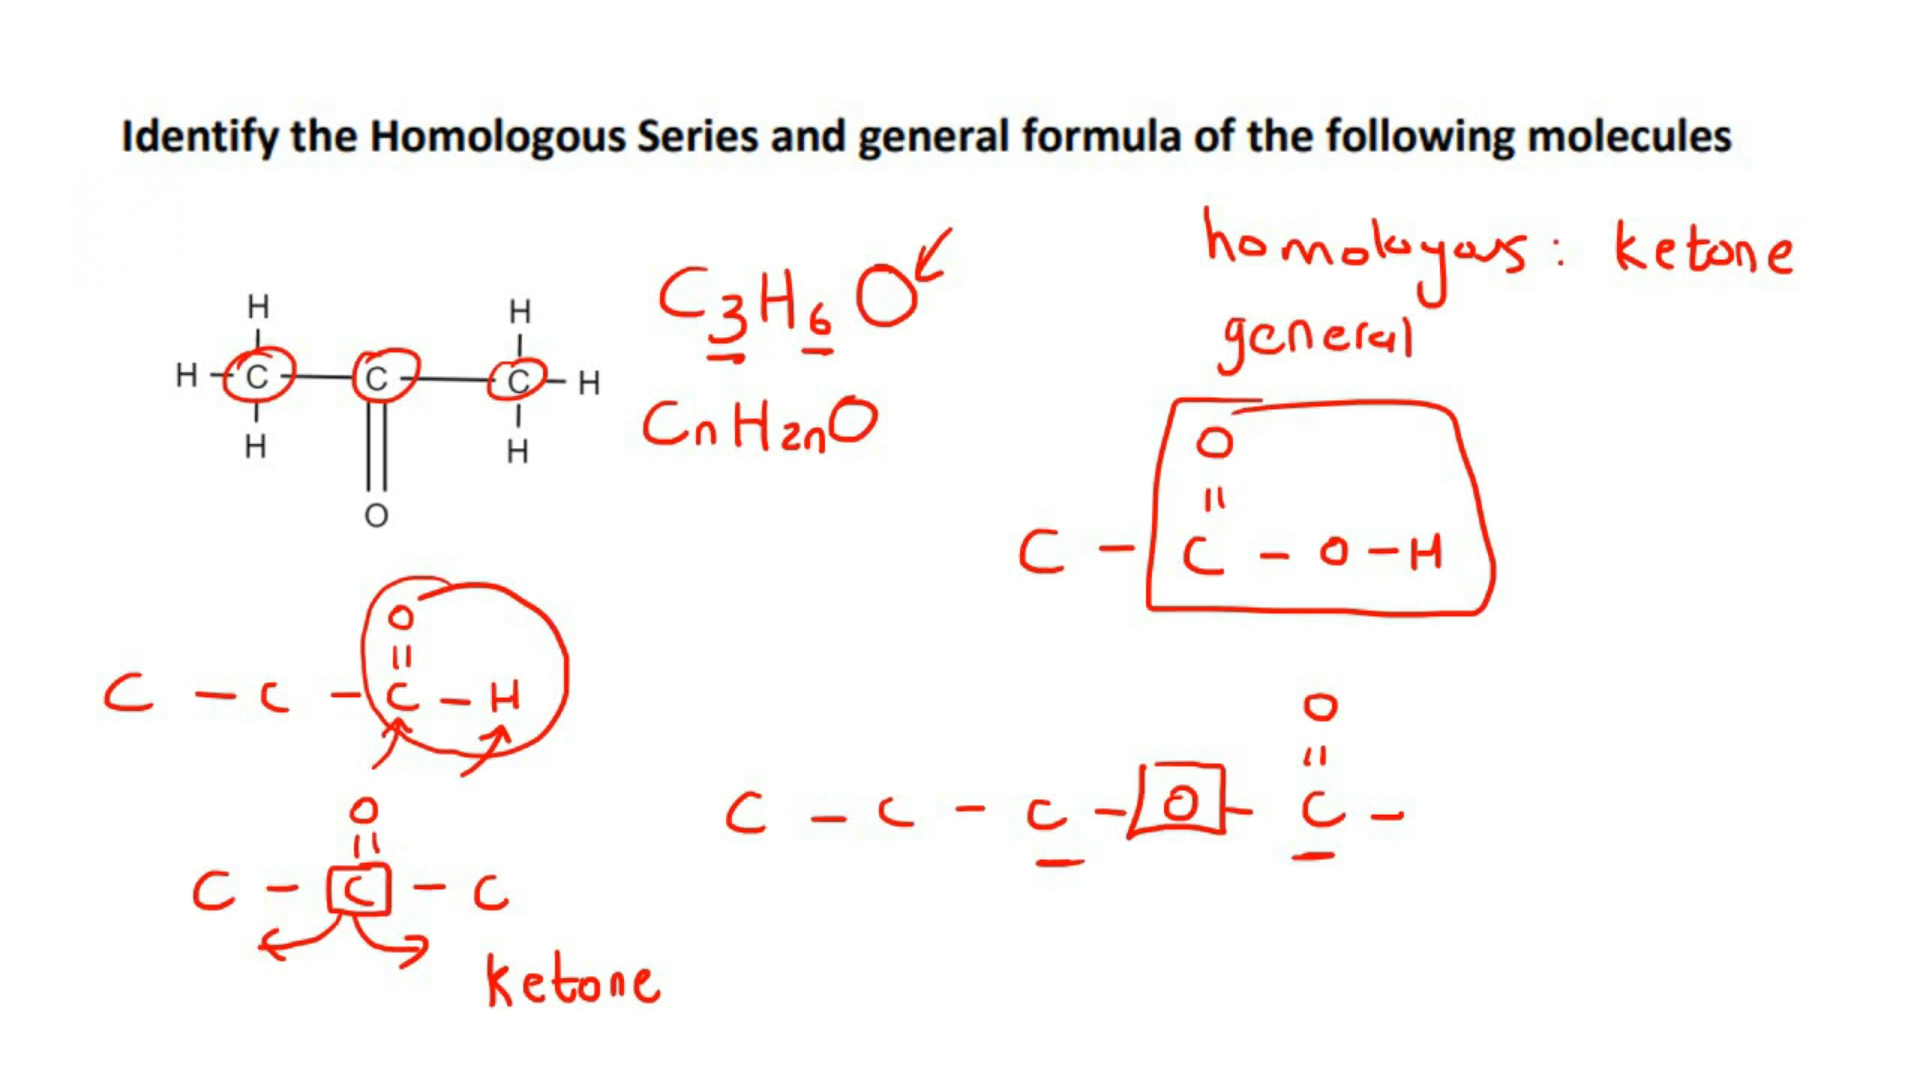 Identify the Homologous Series and general formula of the following molecules
homologous: ketone
general
C3H6O
CnH2nO
H H
H - C - C - C - H
H H
O
O
=
C - C - O - H
O
=
C - C - C - H
O
=
C - C - C - O - C -
O
=
C - C - C
ketone